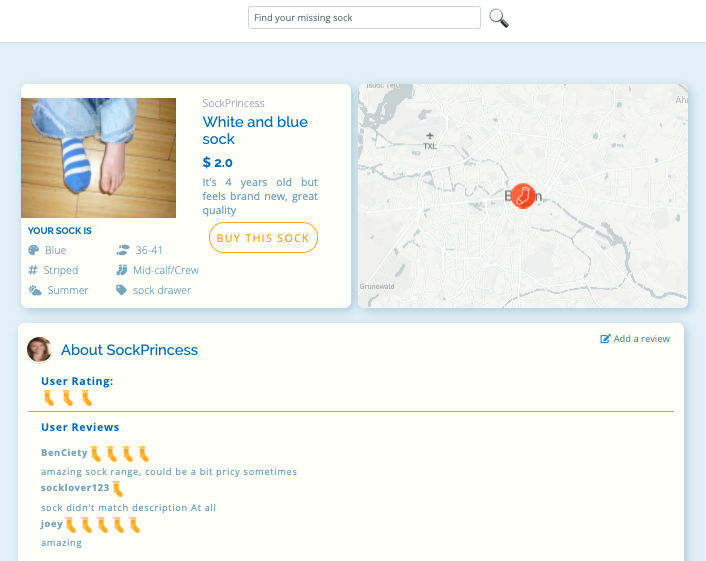 Find your missing sock
SockPrincess
White and blue
sock
$ 2.0
It's 4 years old but
feels brand new, great
quality
BUY THIS SOCK
YOUR SOCK IS
Blue
36-41
Striped
Mid-calf/Crew
Summer
sock drawer
TXL
Grunewald
Add a review
About SockPrincess
User Rating:
User Reviews
BenCiety
amazing sock range, could be a bit pricy sometimes
socklover123
sock didn't match description At all
joey
amazing